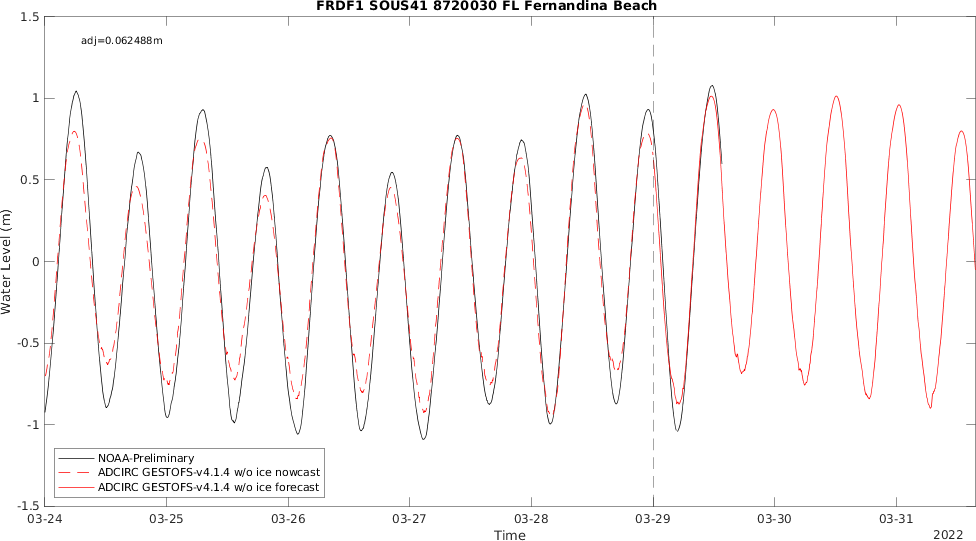 FRDF1 SOUS41 8720030 FL Fernandina Beach
1.5
adj=0.062488m
1
0.5
0
-0.5
-1
-1.5
Water Level (m)
NOAA-Preliminary
ADCIRC GESTOFS-v4.1.4 w/o ice nowcast
ADCIRC GESTOFS-v4.1.4 w/o ice forecast
03-24 03-25 03-26 03-27 03-28 03-29 03-30 03-31
Time
2022